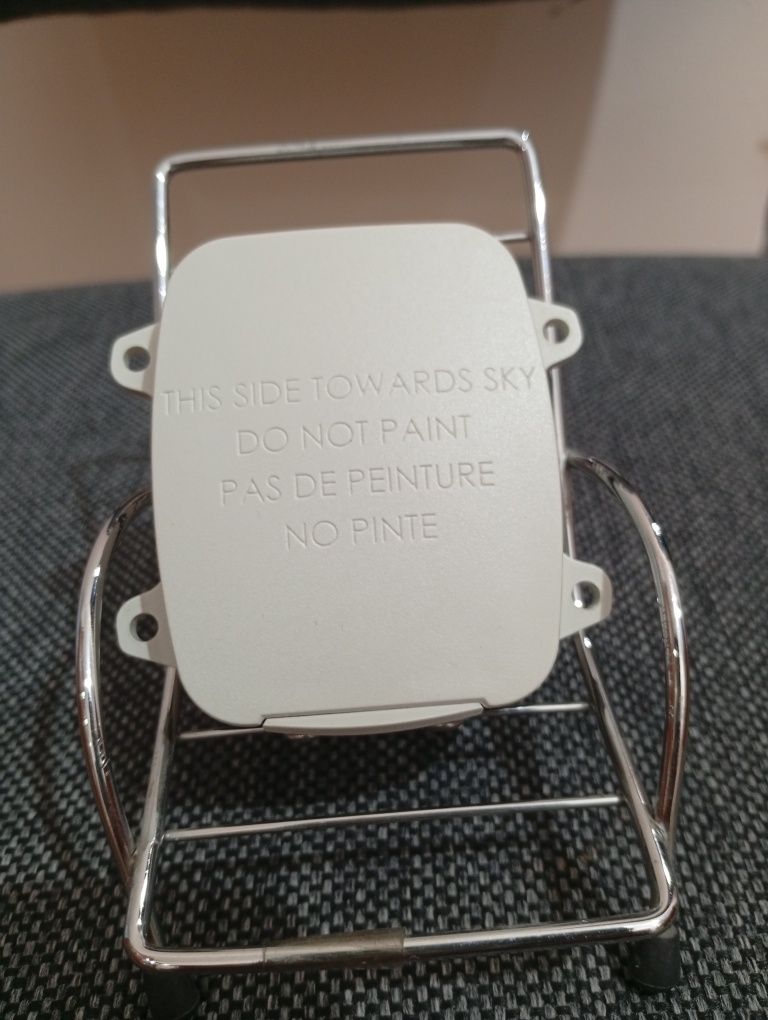 THIS SIDE TOWARDS SKY
DO NOT PAINT
PAS DE PEINTURE
NO PINTE